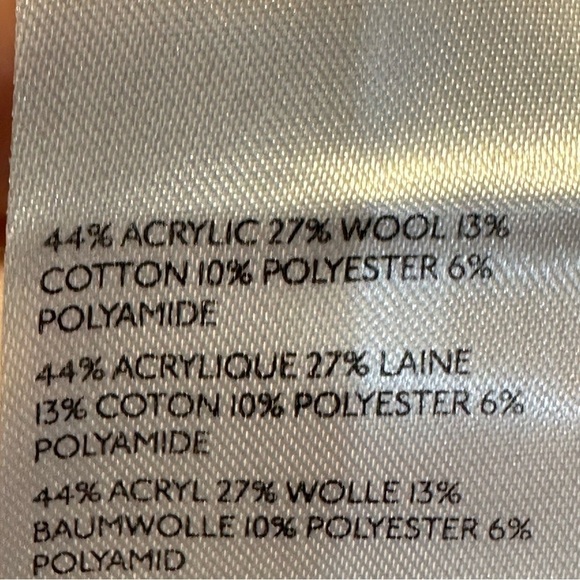 44% ACRYLIC 27% WOOL 13%
COTTON 10% POLYESTER 6%
POLYAMIDE
44% ACRYLIQUE 27% LAINE
13% COTON 10% POLYESTER 6%
POLYAMIDE
44% ACRYL 27% WOLLE 13%
BAUMWOLLE 10% POLYESTER 6%
POLYAMID